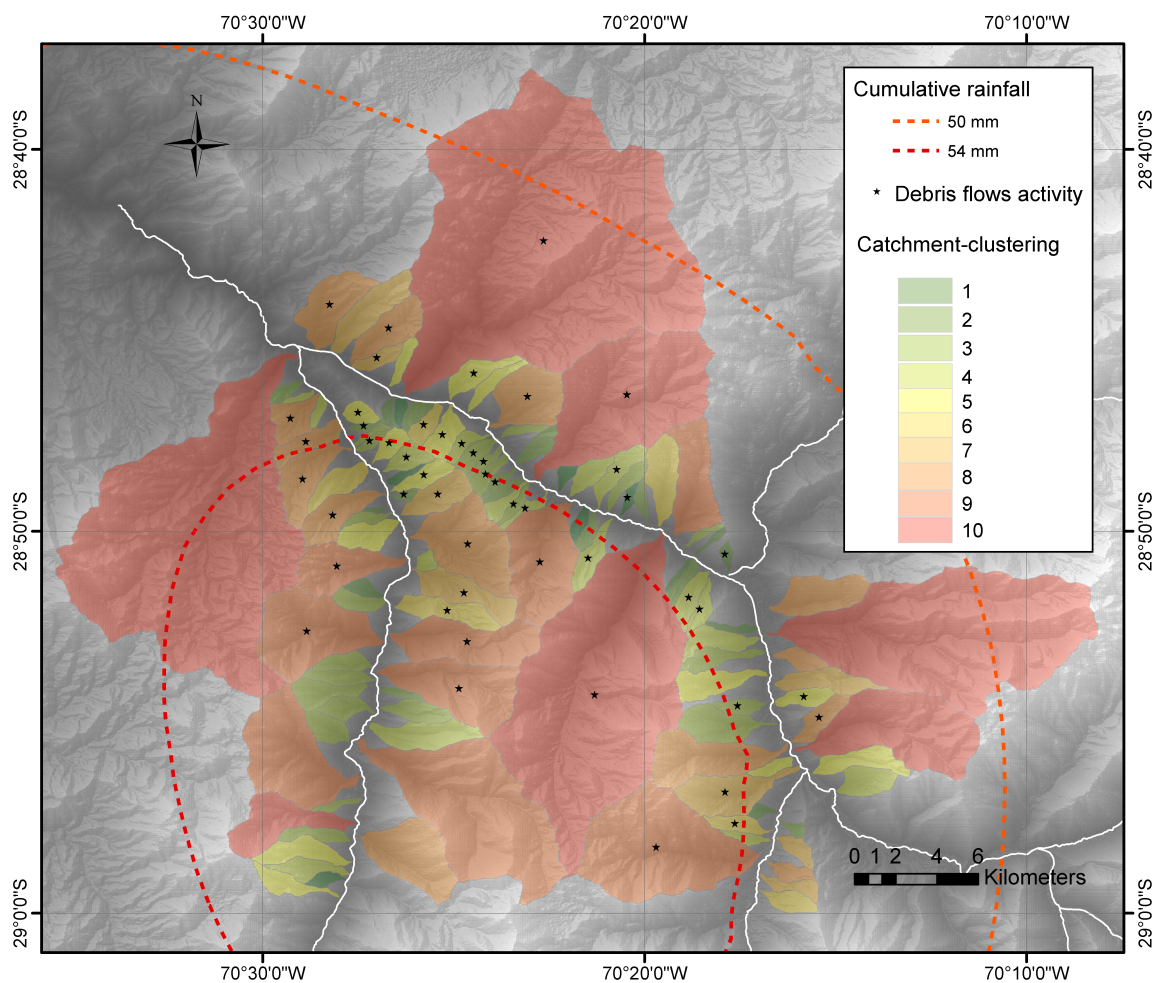 70°30'0"W 70°20'0"W 70°10'0"W
N
28°40'0"S
28°40'0"S
Cumulative rainfall
50 mm
54 mm
Debris flows activity
Catchment-clustering
1
2
3
4
5
6
7
8
9
10
28°50'0"S
28°50'0"S
0 1 2 4 6
Kilometers
29°0'0"S
29°0'0"S
70°30'0"W 70°20'0"W 70°10'0"W